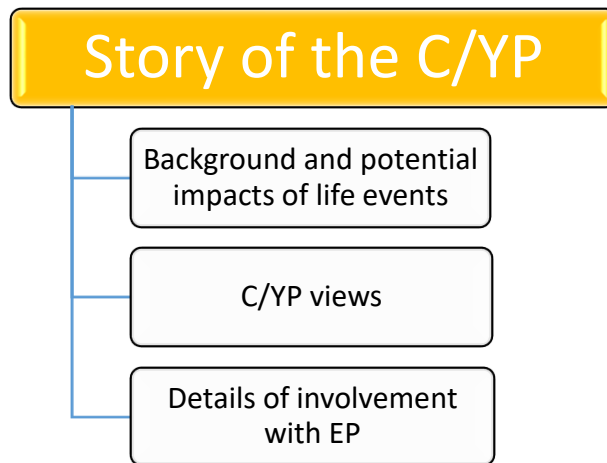 Story of the C/YP
Background and potential
impacts of life events
C/YP views
Details of involvement
with EP